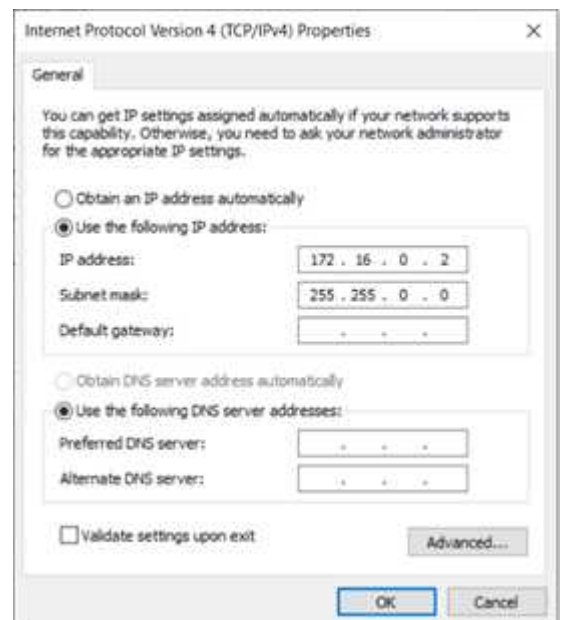 Internet Protocol Version 4 (TCP/IPv4) Properties
General
You can get IP settings assigned automatically if your network supports
this capability. Otherwise, you need to ask your network administrator
for the appropriate IP settings.
Obtain an IP address automatically
Use the following IP address:
IP address: 172 . 16 . 0 . 2
Subnet mask: 255 . 255 . 0 . 0
Default gateway: . . .
Obtain DNS server address automatically
Use the following DNS server addresses:
Preferred DNS server: . . .
Alternate DNS server: . . .
Validate settings upon exit
Advanced...
OK Cancel